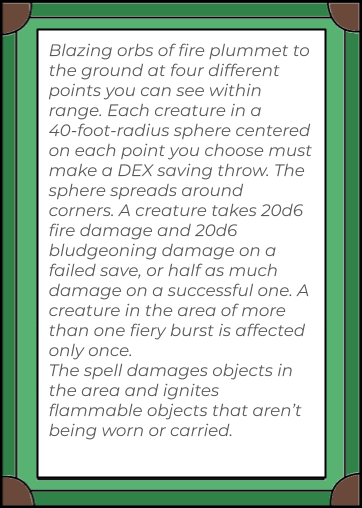 Blazing orbs of fire plummet to
the ground at four different
points you can see within
range. Each creature in a
40-foot-radius sphere centered
on each point you choose must
make a DEX saving throw. The
sphere spreads around
corners. A creature takes 20d6
fire damage and 20d6
bludgeoning damage on a
failed save, or half as much
damage on a successful one. A
creature in the area of more
than one fiery burst is affected
only once.
The spell damages objects in
the area and ignites
flammable objects that aren't
being worn or carried.